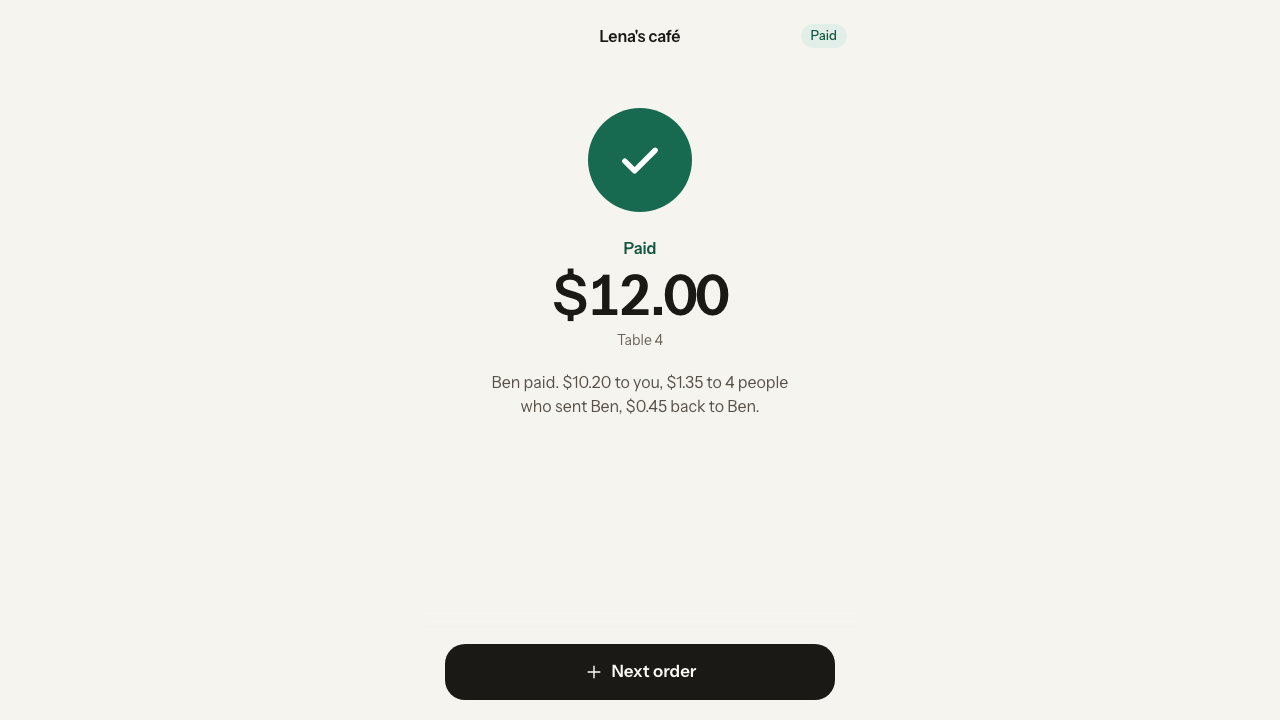 Lena's café
Paid
Paid
$12.00
Table 4
Ben paid. $10.20 to you, $1.35 to 4 people
who sent Ben, $0.45 back to Ben.
Next order